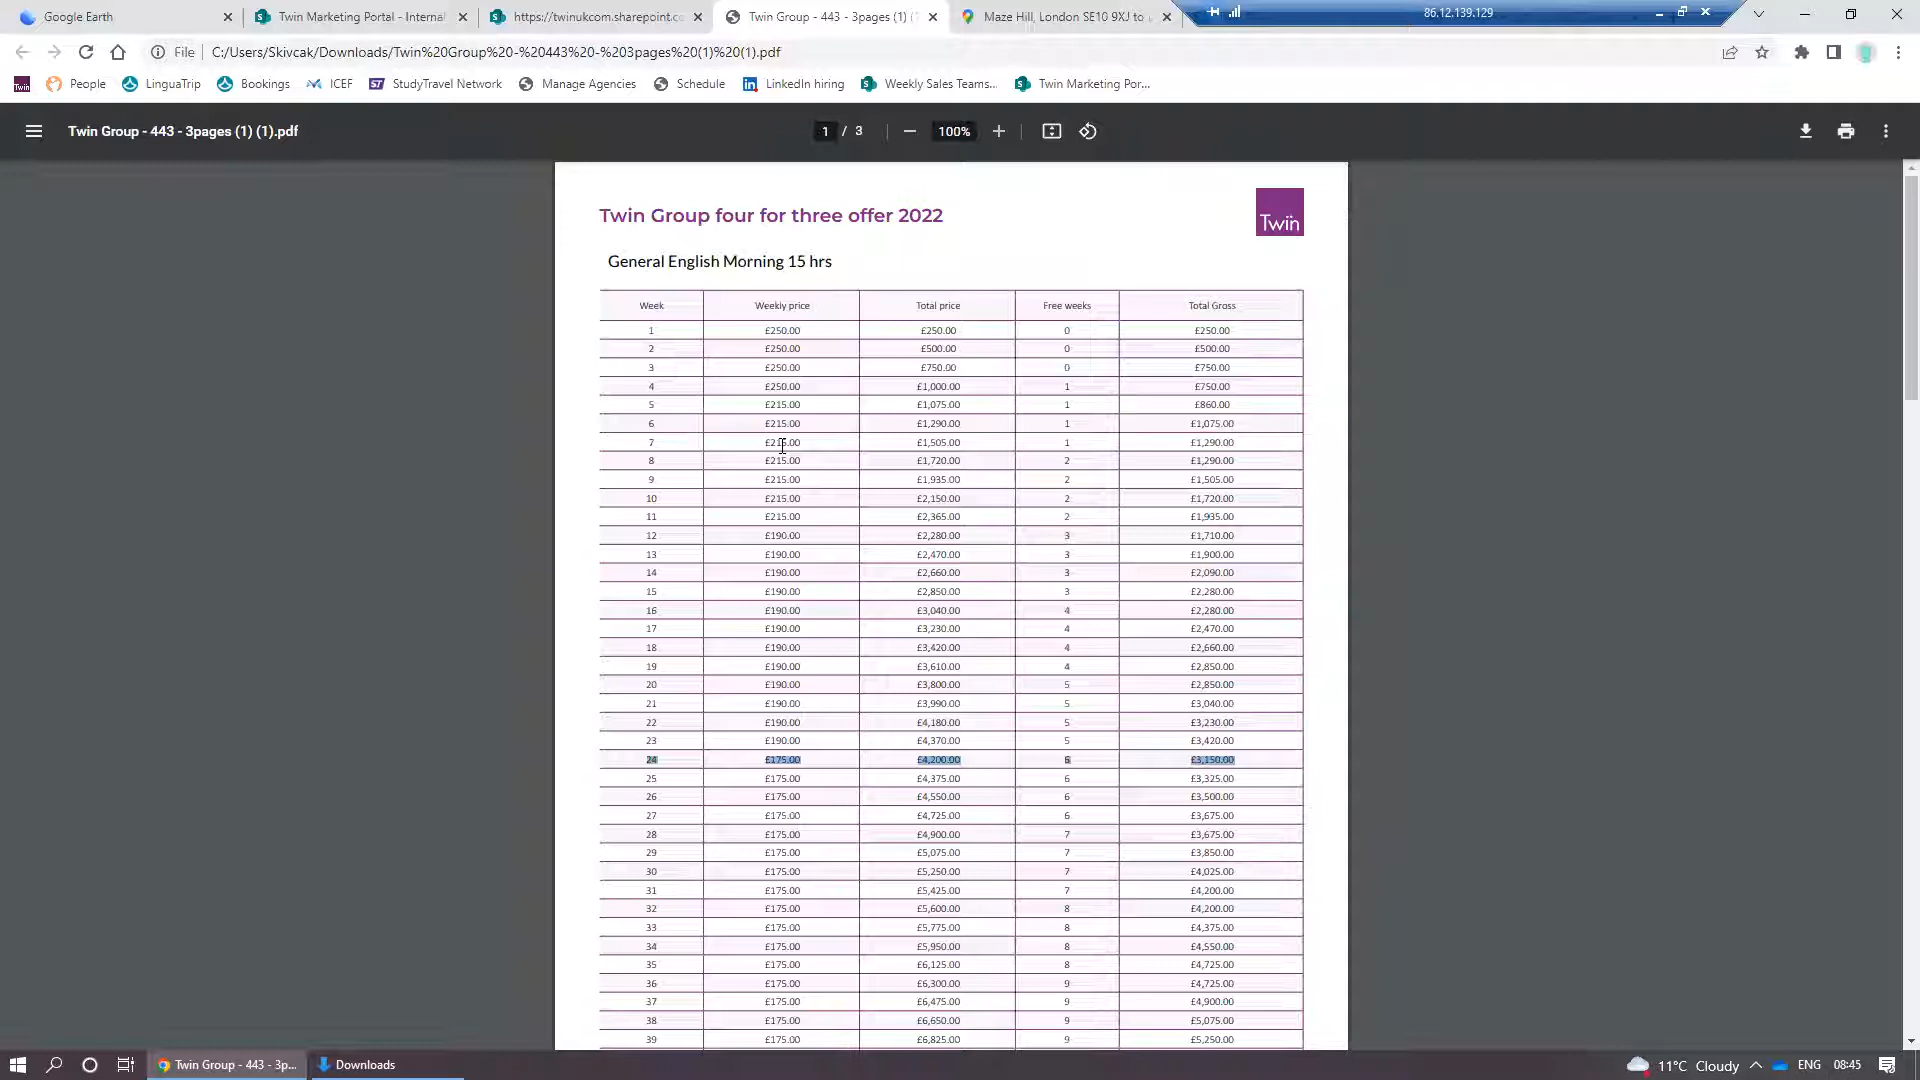 Google Earth
Twin Marketing Portal - Internal
https://twinukcom.sharepoint.co
Twin Group - 443 - 3pages (1) (1
Maze Hill, London SE10 9XJ to
86.12.139.129
File C:/Users/Skivcak/Downloads/Twin%20Group%20-%20443%20-%203pages%20(1)%20(1).pdf
Twin People LinguaTrip Bookings ICEF ST StudyTravel Network Manage Agencies Schedule in LinkedIn hiring Weekly Sales Teams... Twin Marketing Por...
Twin Group - 443 - 3pages (1) (1).pdf 1 / 3 100%
Twin Group four for three offer 2022
Twin
General English Morning 15 hrs
Week Weekly price Total price Free weeks Total Gross
1 £250.00 £250.00 0 £250.00
2 £250.00 £500.00 0 £500.00
3 £250.00 £750.00 0 £750.00
4 £250.00 £1,000.00 1 £750.00
5 £215.00 £1,075.00 1 £860.00
6 £215.00 £1,290.00 1 £1,075.00
7 £215.00 £1,505.00 1 £1,290.00
8 £215.00 £1,720.00 2 £1,290.00
9 £215.00 £1,935.00 2 £1,505.00
10 £215.00 £2,150.00 2 £1,720.00
11 £215.00 £2,365.00 2 £1,935.00
12 £190.00 £2,280.00 3 £1,710.00
13 £190.00 £2,470.00 3 £1,900.00
14 £190.00 £2,660.00 3 £2,090.00
15 £190.00 £2,850.00 3 £2,280.00
16 £190.00 £3,040.00 4 £2,280.00
17 £190.00 £3,230.00 4 £2,470.00
18 £190.00 £3,420.00 4 £2,660.00
19 £190.00 £3,610.00 4 £2,850.00
20 £190.00 £3,800.00 5 £2,850.00
21 £190.00 £3,990.00 5 £3,040.00
22 £190.00 £4,180.00 5 £3,230.00
23 £190.00 £4,370.00 5 £3,420.00
24 £175.00 £4,200.00 6 £3,150.00
25 £175.00 £4,375.00 6 £3,325.00
26 £175.00 £4,550.00 6 £3,500.00
27 £175.00 £4,725.00 6 £3,675.00
28 £175.00 £4,900.00 7 £3,675.00
29 £175.00 £5,075.00 7 £3,850.00
30 £175.00 £5,250.00 7 £4,025.00
31 £175.00 £5,425.00 7 £4,200.00
32 £175.00 £5,600.00 8 £4,200.00
33 £175.00 £5,775.00 8 £4,375.00
34 £175.00 £5,950.00 8 £4,550.00
35 £175.00 £6,125.00 8 £4,725.00
36 £175.00 £6,300.00 9 £4,725.00
37 £175.00 £6,475.00 9 £4,900.00
38 £175.00 £6,650.00 9 £5,075.00
39 £175.00 £6,825.00 9 £5,250.00
Twin Group - 443 - 3p... Downloads 11°C Cloudy ENG 08:45